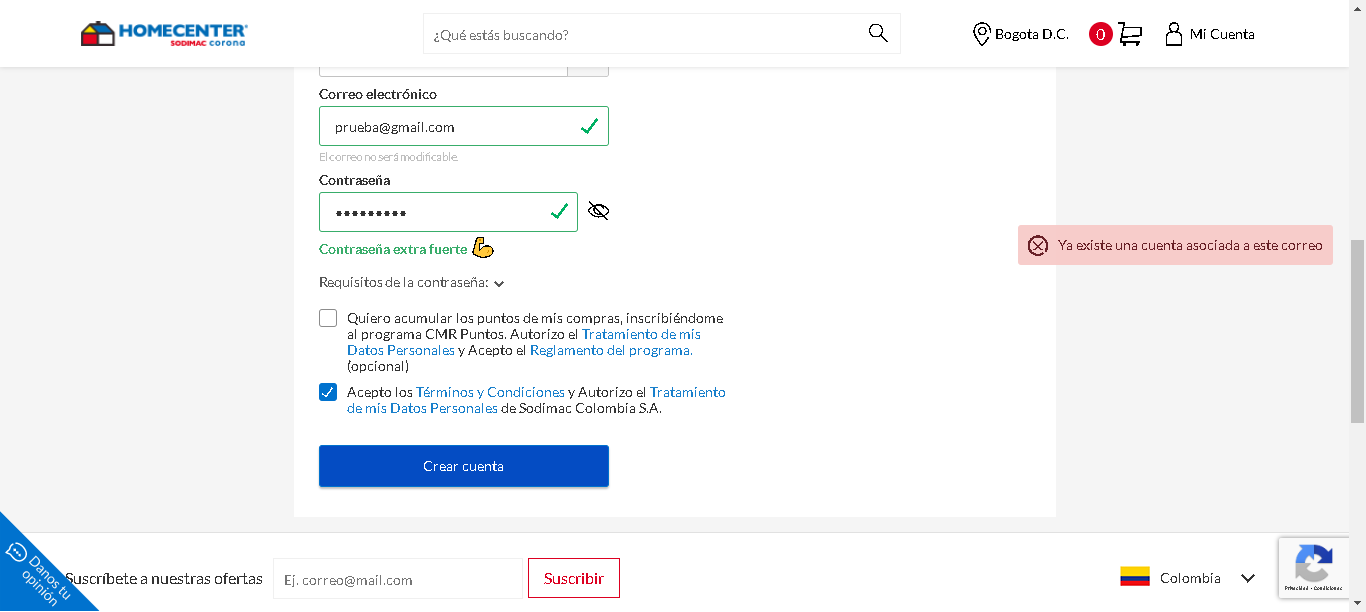 HOMECENTER
SODIMAC corona
¿Qué estás buscando?
Bogota D.C.
0
Mi Cuenta
Correo electrónico
prueba@gmail.com
El correo no será modificable.
Contraseña
Contraseña extra fuerte
Ya existe una cuenta asociada a este correo
Requisitos de la contraseña:
Quiero acumular los puntos de mis compras, inscribiéndome
al programa CMR Puntos. Autorizo el Tratamiento de mis
Datos Personales y Acepto el Reglamento del programa.
(opcional)
Acepto los Términos y Condiciones y Autorizo el Tratamiento
de mis Datos Personales de Sodimac Colombia S.A.
Crear cuenta
Danos tu
opinión
Suscríbete a nuestras ofertas
Ej. correo@mail.com
Suscribir
Colombia
Privacidad - Condiciones